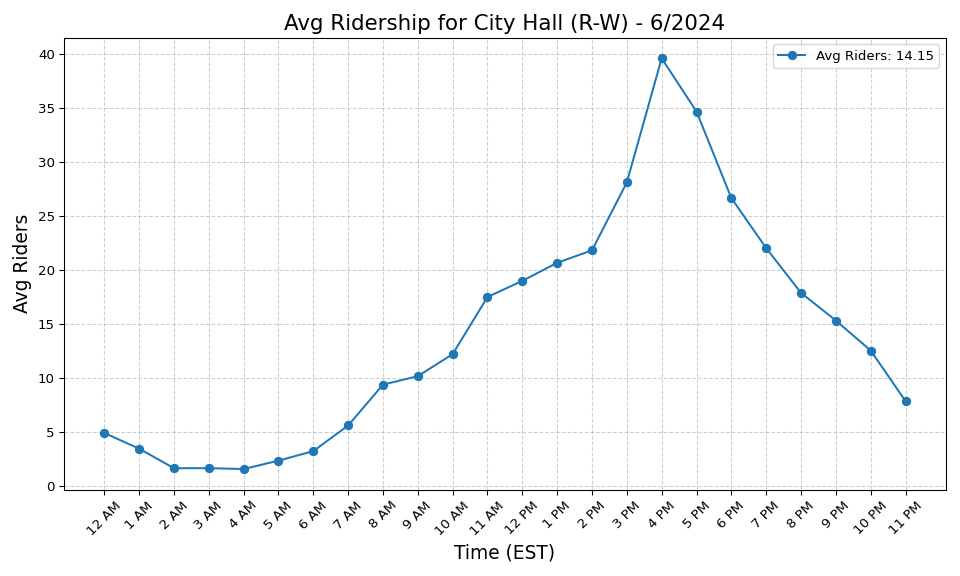 Avg Ridership for City Hall (R-W) - 6/2024
Avg Riders: 14.15
Avg Riders
40
35
30
25
20
15
10
5
0
12 AM
1 AM
2 AM
3 AM
4 AM
5 AM
6 AM
7 AM
8 AM
9 AM
10 AM
11 AM
12 PM
1 PM
2 PM
3 PM
4 PM
5 PM
6 PM
7 PM
8 PM
9 PM
10 PM
11 PM
Time (EST)